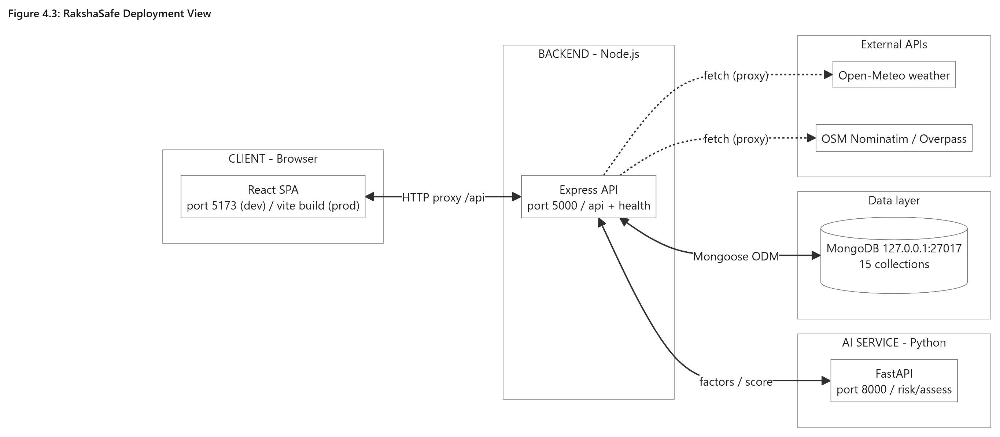 Figure 4.3: RakshaSafe Deployment View
CLIENT - Browser
React SPA
port 5173 (dev) / vite build (prod)
HTTP proxy /api
BACKEND - Node.js
Express API
port 5000 / api + health
fetch (proxy)
fetch (proxy)
Mongoose ODM
factors / score
External APIs
Open-Meteo weather
OSM Nominatim / Overpass
Data layer
MongoDB 127.0.0.1:27017
15 collections
AI SERVICE - Python
FastAPI
port 8000 / risk/assess